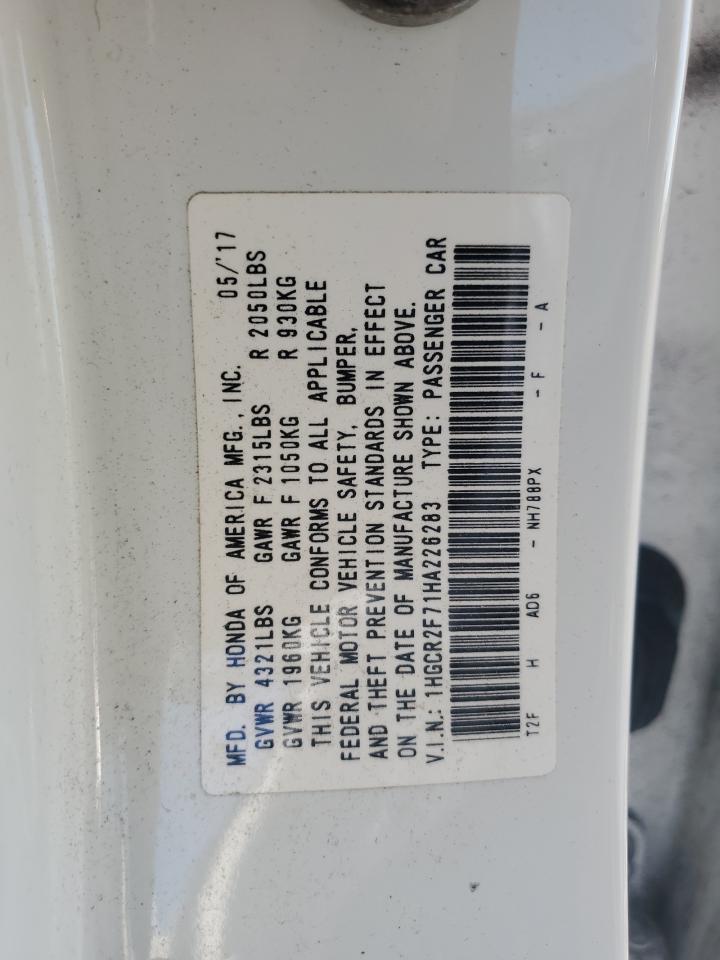 MFD. BY HONDA OF AMERICA MFG., INC. 05/'17
GVWR 4321LBS GAWR F 2315LBS R 2050LBS
GVWR 1960KG GAWR F 1050KG R 930KG
THIS VEHICLE CONFORMS TO ALL APPLICABLE
FEDERAL MOTOR VEHICLE SAFETY, BUMPER,
AND THEFT PREVENTION STANDARDS IN EFFECT
ON THE DATE OF MANUFACTURE SHOWN ABOVE.
V.I.N.: 1HGCR2F71HA226283 TYPE: PASSENGER CAR
T2F H AD6 - NH788PX - F - A